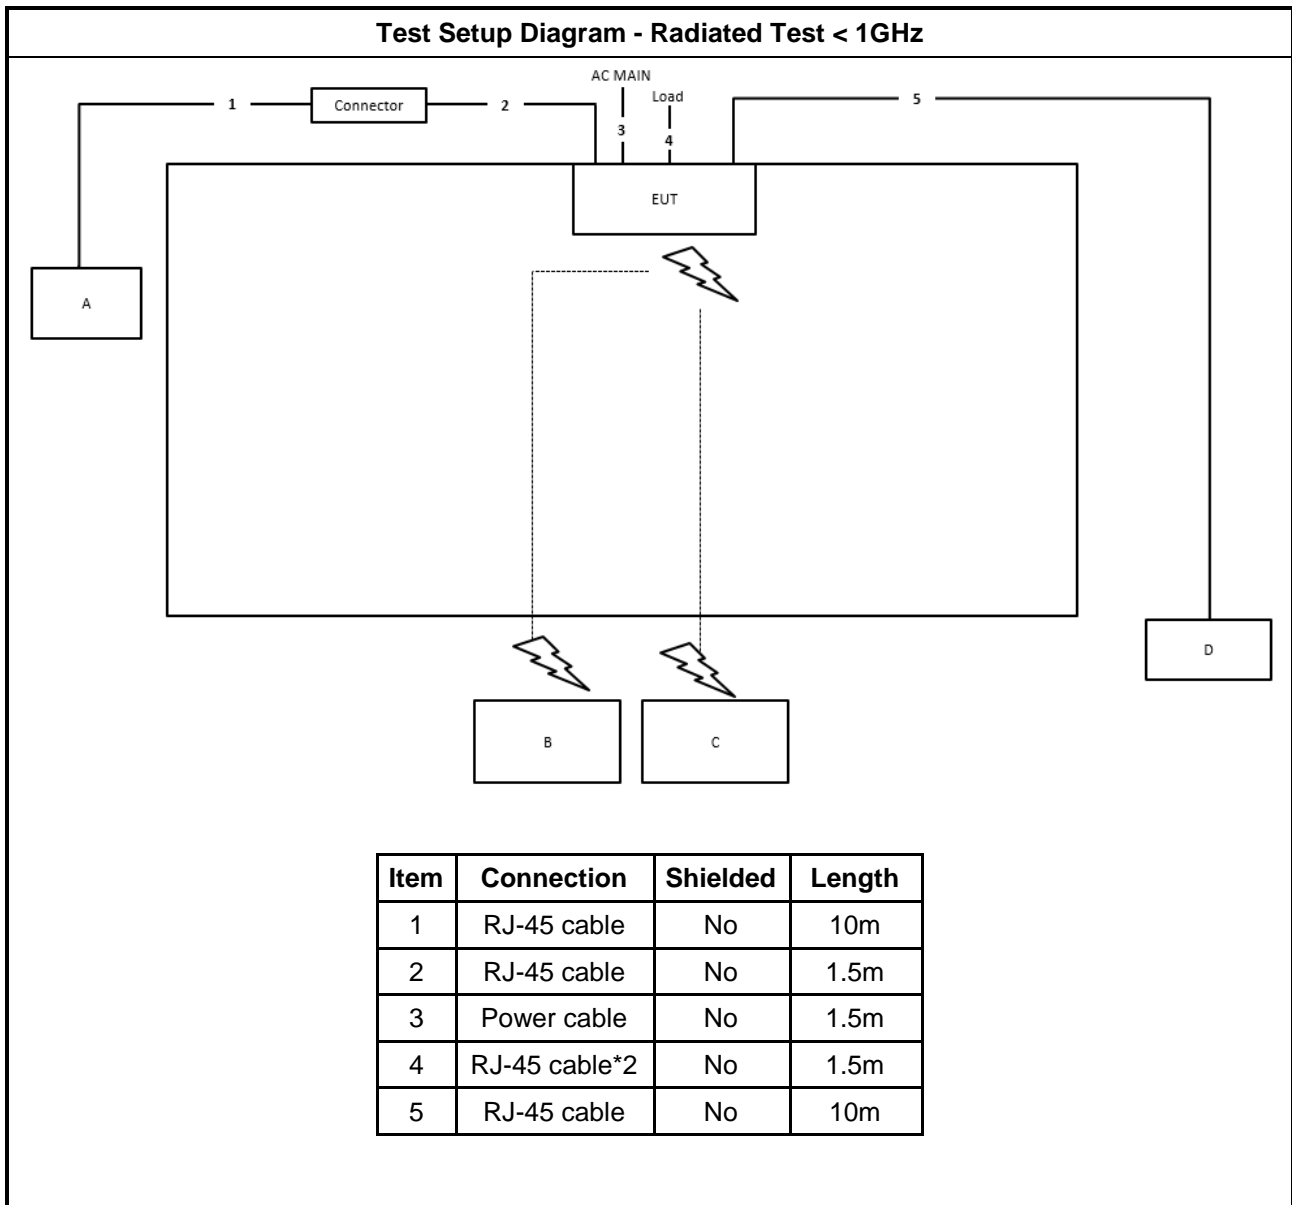 Test Setup Diagram - Radiated Test < 1GHz
AC MAIN
Load
1
Connector
2
3
4
5
EUT
A
D
B
C
Item Connection Shielded Length
1 RJ-45 cable No 10m
2 RJ-45 cable No 1.5m
3 Power cable No 1.5m
4 RJ-45 cable*2 No 1.5m
5 RJ-45 cable No 10m